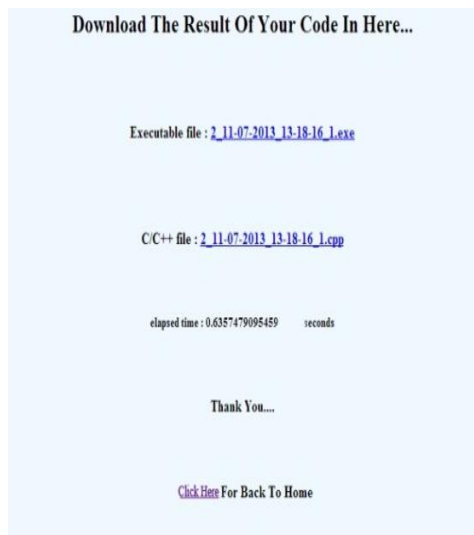 Download The Result Of Your Code In Here...
Executable file : 2_11-07-2013_13-18-16_1.exe
C/C++ file : 2_11-07-2013_13-18-16_1.cpp
elapsed time : 0.6357479095459 seconds
Thank You....
Click Here For Back To Home